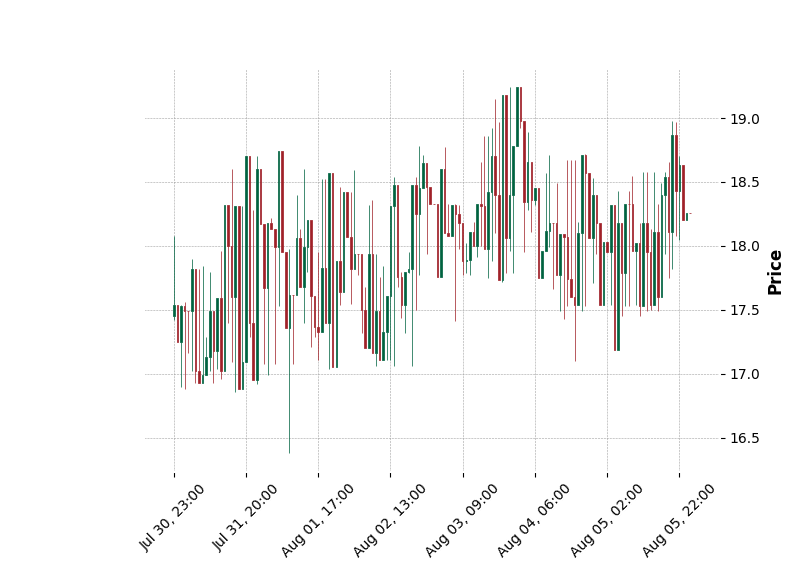 19.0
18.5
18.0
17.5
17.0
16.5
Price
Jul 30, 23:00
Jul 31, 20:00
Aug 01, 17:00
Aug 02, 13:00
Aug 03, 09:00
Aug 04, 06:00
Aug 05, 02:00
Aug 05, 22:00